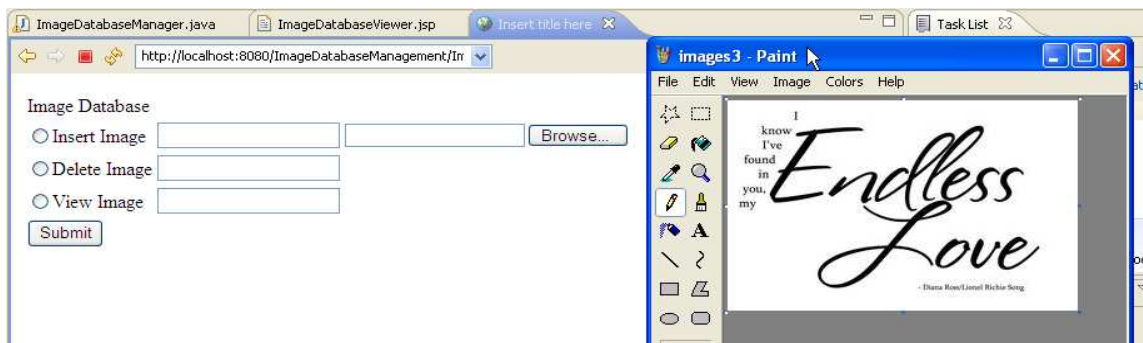 ImageDatabaseManager.java
ImageDatabaseViewer.jsp
Insert title here
Task List
http://localhost:8080/ImageDatabaseManagement/Im
images3 - Paint
File Edit View Image Colors Help
Image Database
Insert Image
Browse...
Delete Image
View Image
Submit
I
know
I've
found
in
you,
my
Endless
Love
- Diana Ross/Lionel Richie Song
A